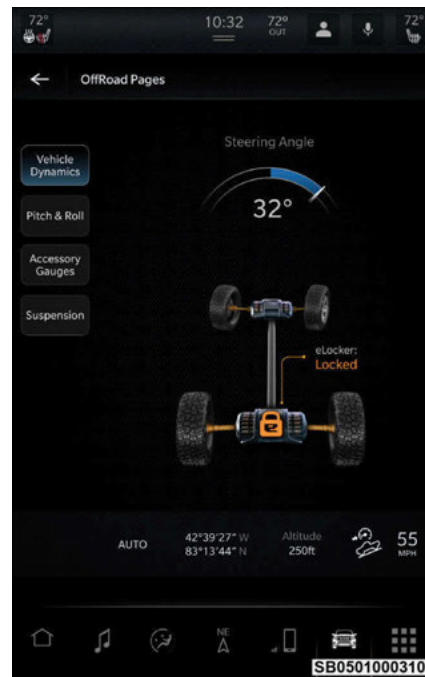 72° 10:32 72° OUT 72°
OffRoad Pages
Steering Angle
32°
Vehicle
Dynamics
Pitch & Roll
Accessory
Gauges
Suspension
eLocker:
Locked
e
AUTO
42°39'27" W
83°13'44" N
Altitude
250ft
55
MPH
NE
SB0501000310